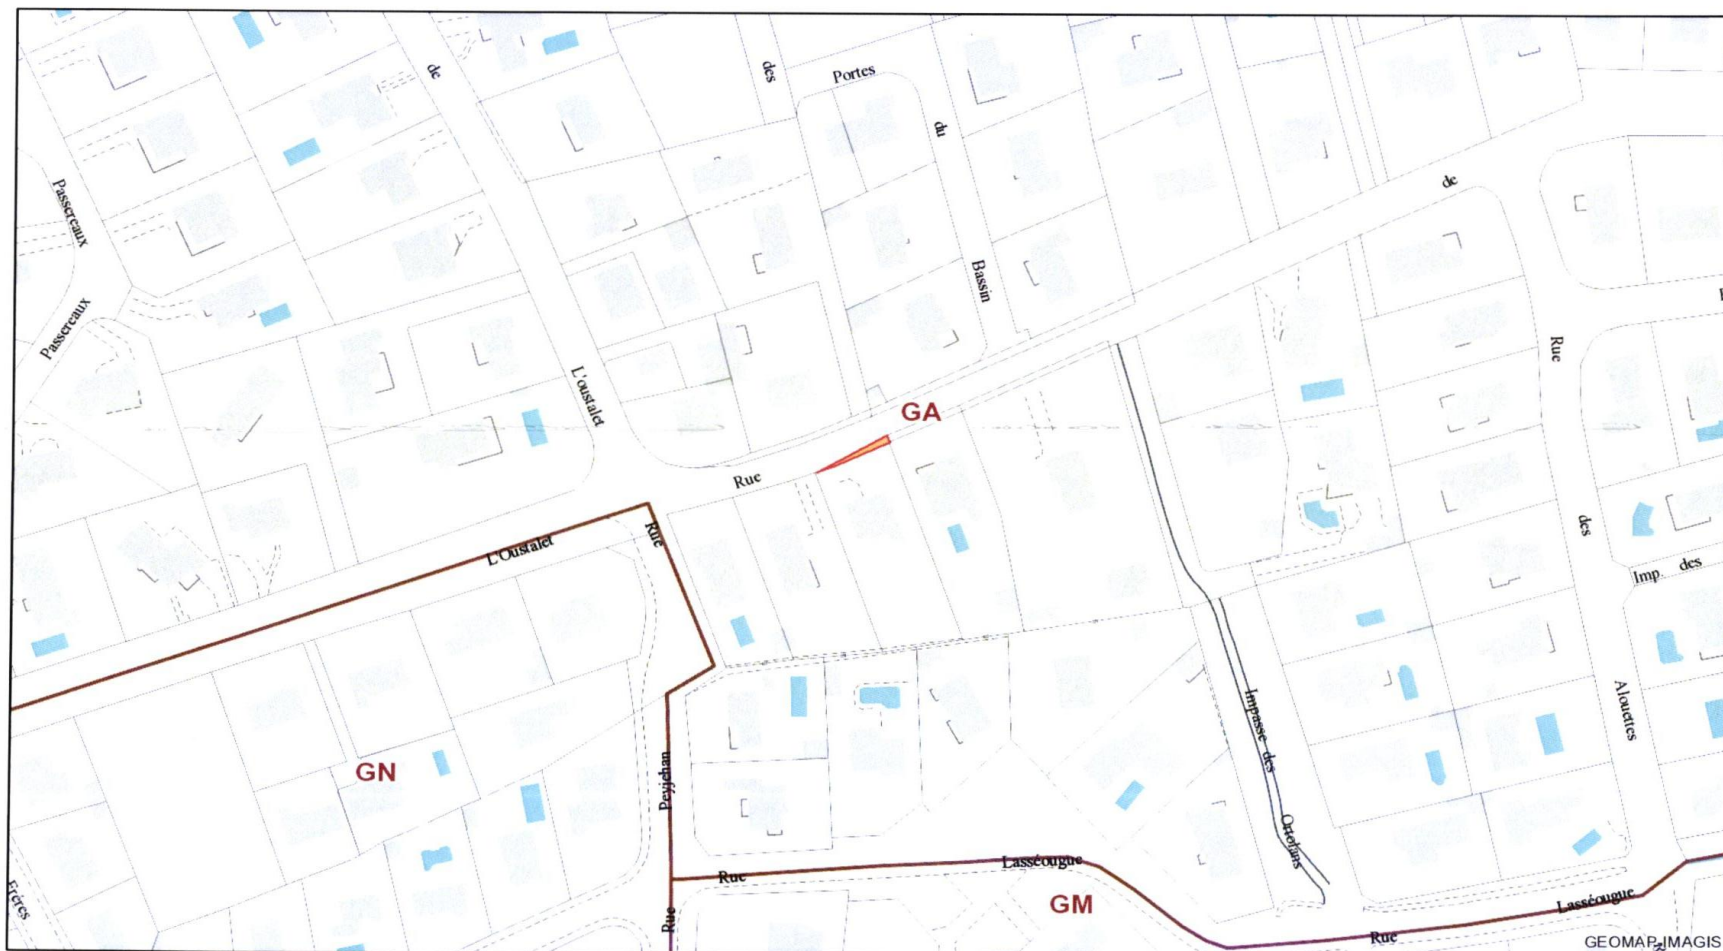 de
des
Portes
du
de
Passereaux
Passereaux
Bassin
L'oustalet
Rue
GA
Rue
L'Oustalet
Rue
des
Imp. des
Impasse des
Ortolans
Alouettes
GN
Peyjehan
Rue
Lasséougue
GM
Rue
Frères
Rue
Lasséougue
GEOMAP-IMAGIS